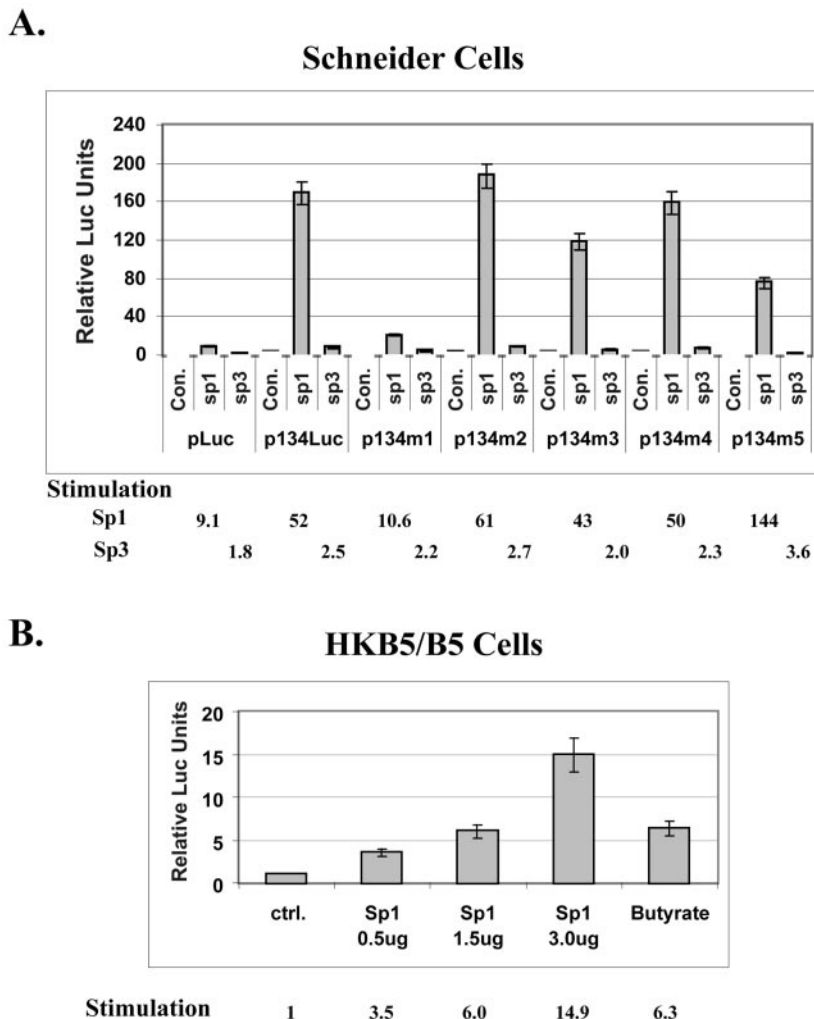 A.
Schneider Cells
Relative Luc Units
240
200
160
120
80
40
0
Con. sp1 sp3 Con. sp1 sp3 Con. sp1 sp3 Con. sp1 sp3 Con. sp1 sp3 Con. sp1 sp3 Con. sp1 sp3
pLuc p134Luc p134m1 p134m2 p134m3 p134m4 p134m5
Stimulation
Sp1 9.1 52 10.6 61 43 50 144
Sp3 1.8 2.5 2.2 2.7 2.0 2.3 3.6
B.
HKB5/B5 Cells
Relative Luc Units
20
15
10
5
0
ctrl. Sp1 Sp1 Sp1 Butyrate
0.5ug 1.5ug 3.0ug
Stimulation 1 3.5 6.0 14.9 6.3